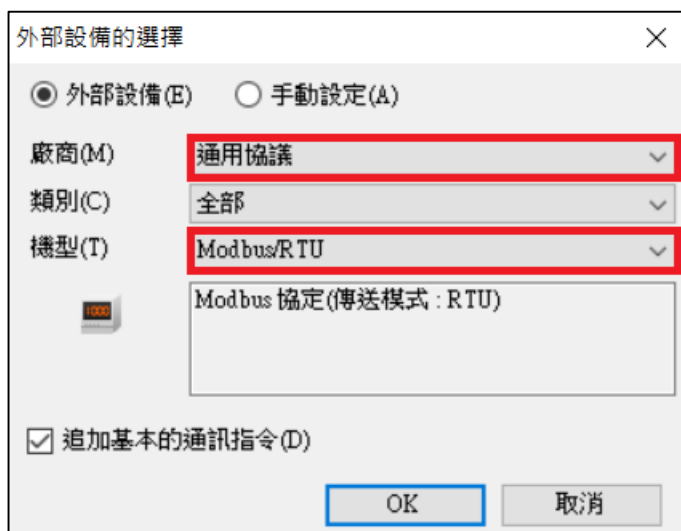 外部設備的選擇
外部設備(E) 手動設定(A)
廠商(M) 通用協議
類別(C) 全部
機型(T) Modbus/RTU
1000
Modbus 協定(傳送模式 : RTU)
追加基本的通訊指令(D)
OK 取消